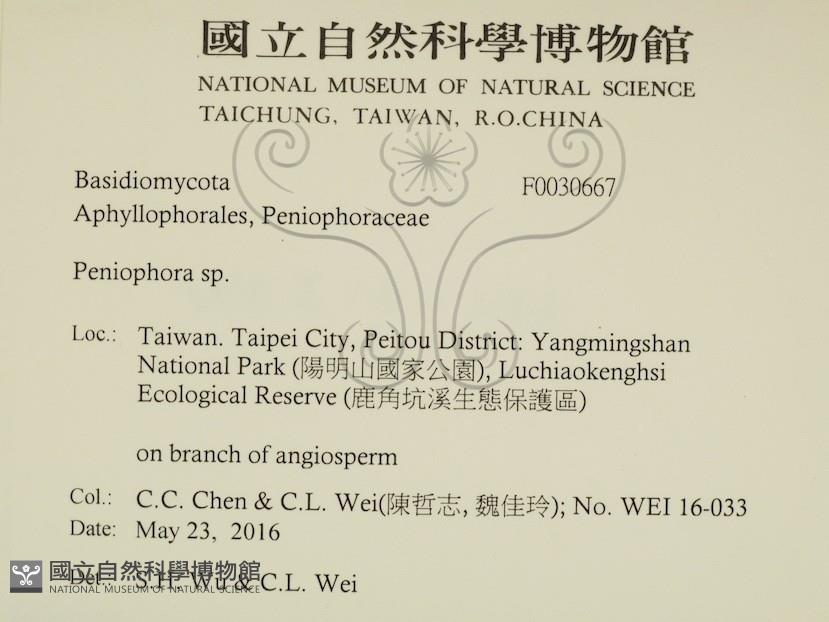 國立自然科學博物館
NATIONAL MUSEUM OF NATURAL SCIENCE
TAICHUNG, TAIWAN, R.O.CHINA
Basidiomycota F0030667
Aphyllophorales, Peniophoraceae
Peniophora sp.
Loc.: Taiwan. Taipei City, Peitou District: Yangmingshan
National Park (陽明山國家公園), Luchiaokenghsi
Ecological Reserve (鹿角坑溪生態保護區)
on branch of angiosperm
Col.: C.C. Chen & C.L. Wei(陳哲志, 魏佳玲); No. WEI 16-033
Date: May 23, 2016
Det.: S.H. Wu & C.L. Wei
國立自然科學博物館
NATIONAL MUSEUM OF NATURAL SCIENCE